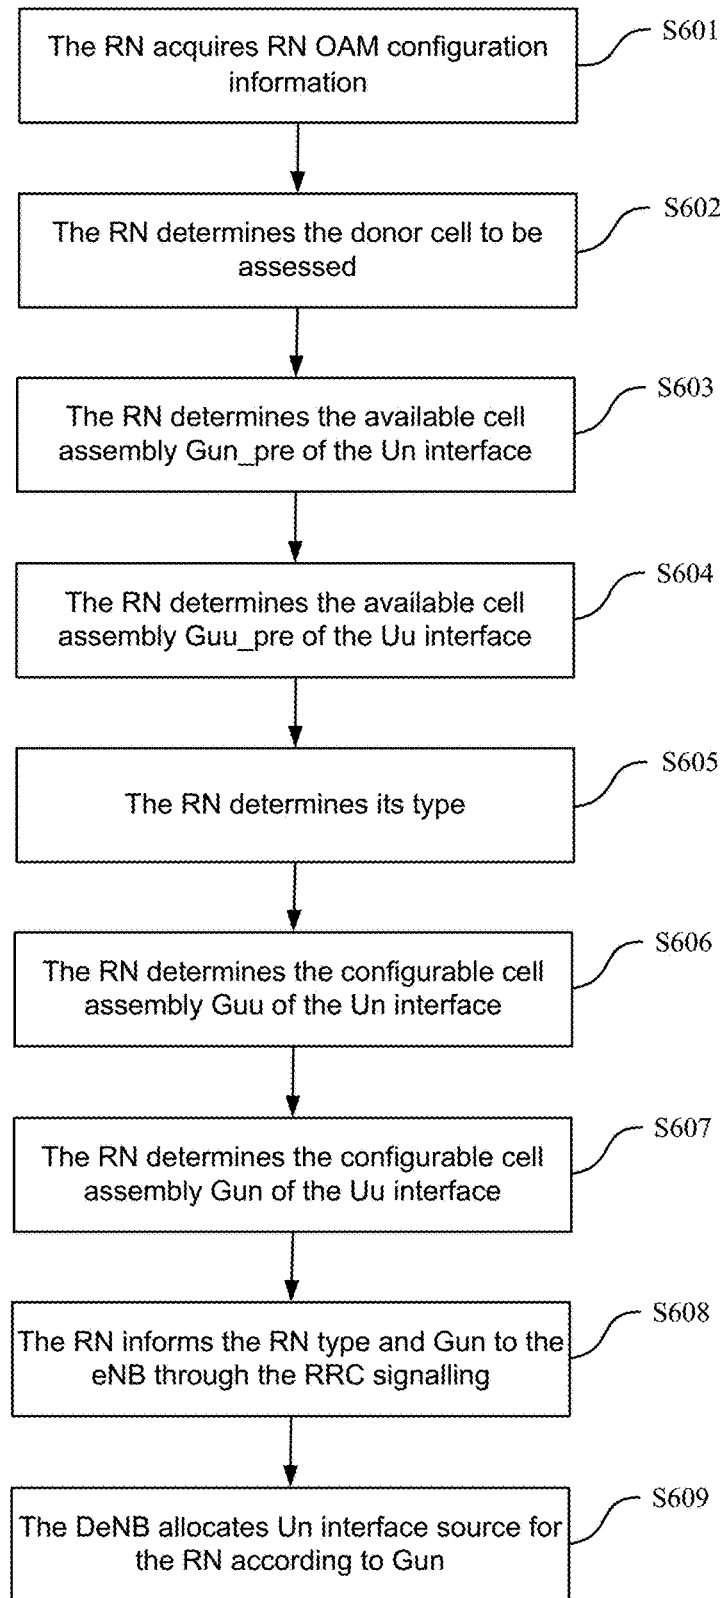 The RN acquires RN OAM configuration
information
S601
The RN determines the donor cell to be
assessed
S602
The RN determines the available cell
assembly Gun_pre of the Un interface
S603
The RN determines the available cell
assembly Guu_pre of the Uu interface
S604
The RN determines its type
S605
The RN determines the configurable cell
assembly Guu of the Un interface
S606
The RN determines the configurable cell
assembly Gun of the Uu interface
S607
The RN informs the RN type and Gun to the
eNB through the RRC signalling
S608
The DeNB allocates Un interface source for
the RN according to Gun
S609